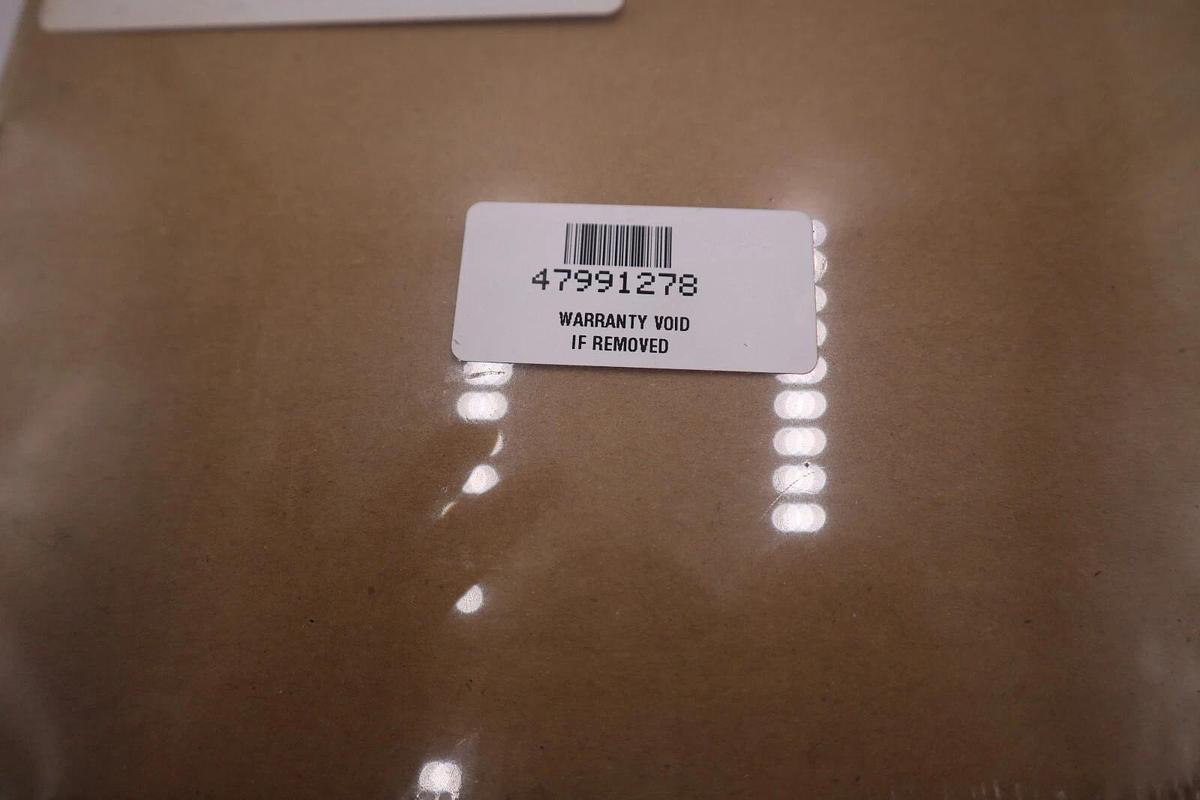 47991278
WARRANTY VOID
IF REMOVED